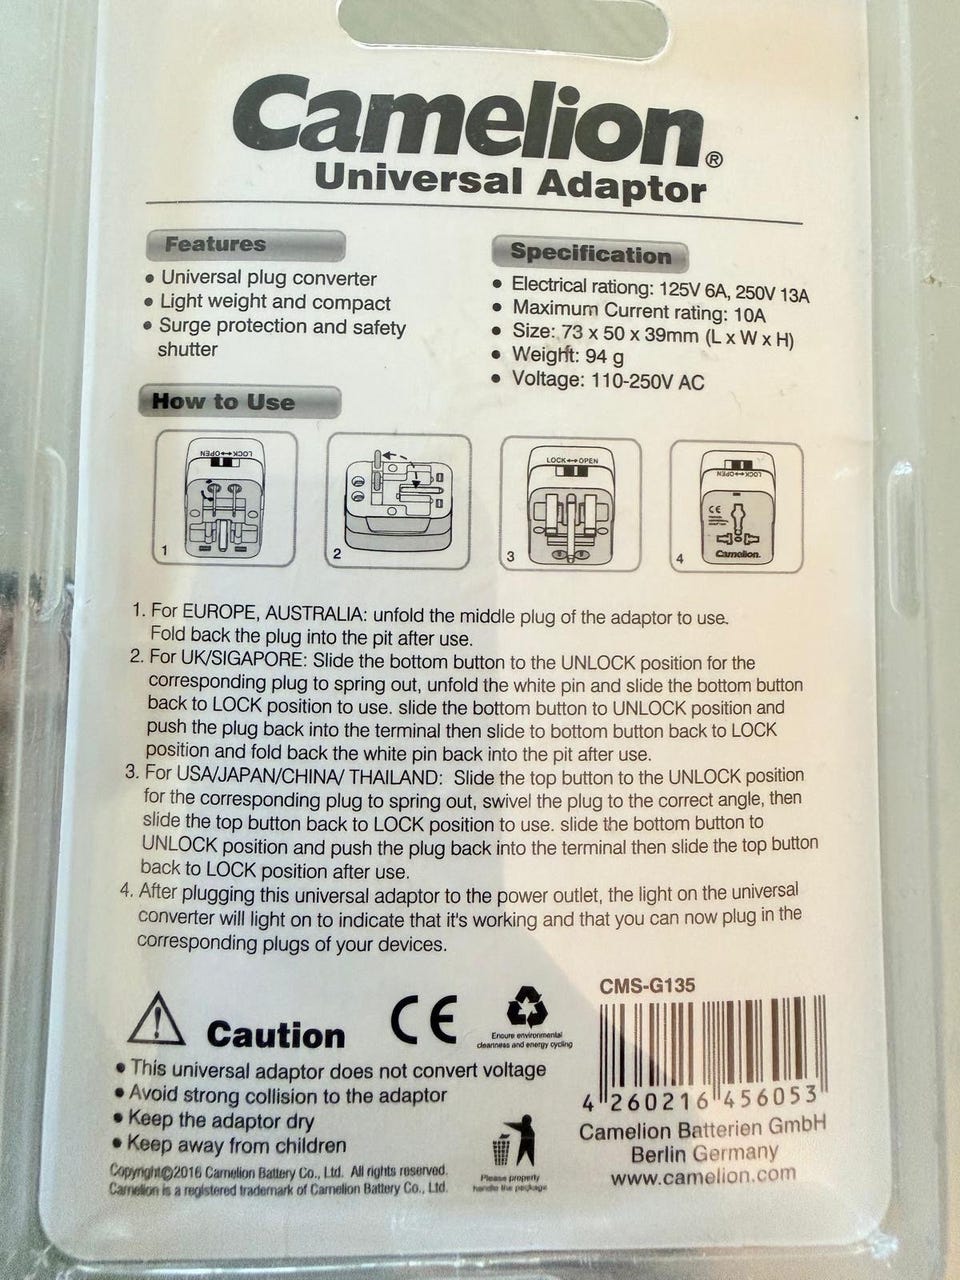 Camelion®
Universal Adaptor
Features
• Universal plug converter
• Light weight and compact
• Surge protection and safety
shutter
Specification
• Electrical rationg: 125V 6A, 250V 13A
• Maximum Current rating: 10A
• Size: 73 x 50 x 39mm (L x W x H)
• Weight: 94 g
• Voltage: 110-250V AC
How to Use
LOCK↔OPEN
1
2
LOCK↔OPEN
3
LOCK↔OPEN
CE
Camelion.
4
1. For EUROPE, AUSTRALIA: unfold the middle plug of the adaptor to use.
Fold back the plug into the pit after use.
2. For UK/SIGAPORE: Slide the bottom button to the UNLOCK position for the
corresponding plug to spring out, unfold the white pin and slide the bottom button
back to LOCK position to use. slide the bottom button to UNLOCK position and
push the plug back into the terminal then slide to bottom button back to LOCK
position and fold back the white pin back into the pit after use.
3. For USA/JAPAN/CHINA/ THAILAND: Slide the top button to the UNLOCK position
for the corresponding plug to spring out, swivel the plug to the correct angle, then
slide the top button back to LOCK position to use. slide the bottom button to
UNLOCK position and push the plug back into the terminal then slide the top button
back to LOCK position after use.
4. After plugging this universal adaptor to the power outlet, the light on the universal
converter will light on to indicate that it's working and that you can now plug in the
corresponding plugs of your devices.
Caution
CE
Encure environmental
cleanness and energy cycling
• This universal adaptor does not convert voltage
• Avoid strong collision to the adaptor
• Keep the adaptor dry
• Keep away from children
Please properly
handle the package
Copyright©2016 Camelion Battery Co., Ltd. All rights reserved.
Camelion is a registered trademark of Camelion Battery Co., Ltd.
CMS-G135
4 260216 456053
Camelion Batterien GmbH
Berlin Germany
www.camelion.com